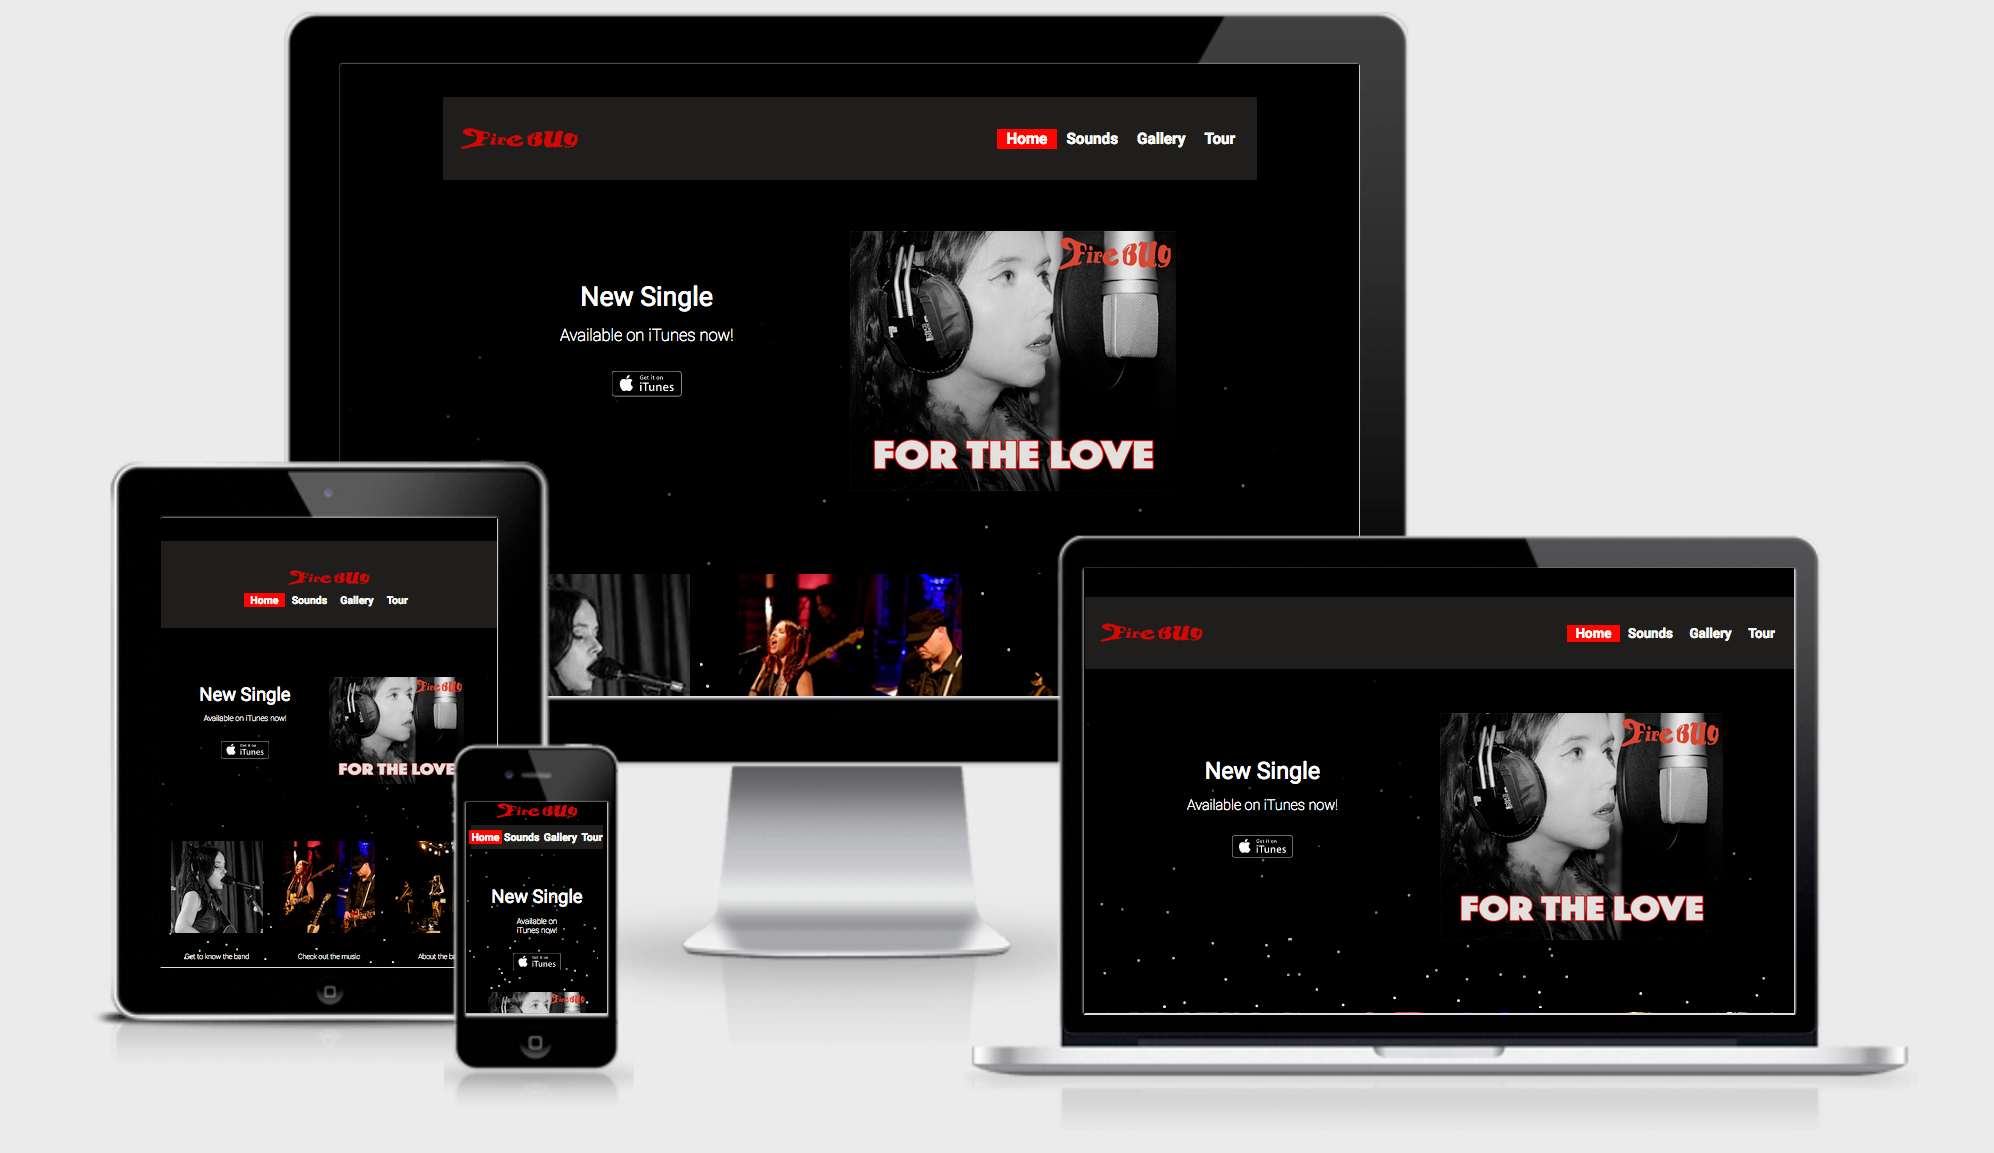 Fire BUg
Home Sounds Gallery Tour
New Single
Available on iTunes now!
Get it on
iTunes
Fire BUg
FOR THE LOVE
Fire BUg
Home Sounds Gallery Tour
New Single
Available on iTunes now!
Get it on
iTunes
Fire BUg
FOR THE LOVE
Get to know the band
Check out the music
About the ba
Fire BUg
Home Sounds Gallery Tour
New Single
Available on
iTunes now!
Get it on
iTunes
Fire BUg
Fire BUg
Home Sounds Gallery Tour
New Single
Available on iTunes now!
Get it on
iTunes
Fire BUg
FOR THE LOVE